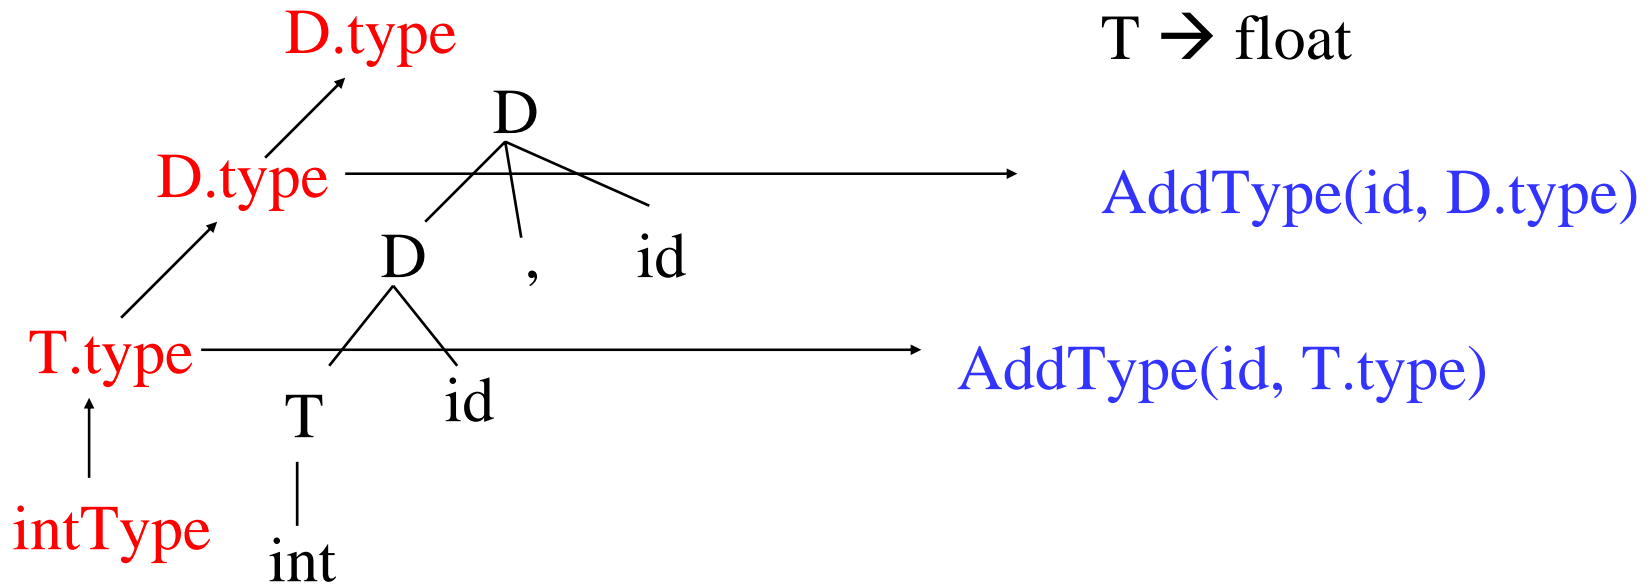 D.type
T → float
D
D.type
AddType(id, D.type)
D , id
T.type
AddType(id, T.type)
T id
intType
int